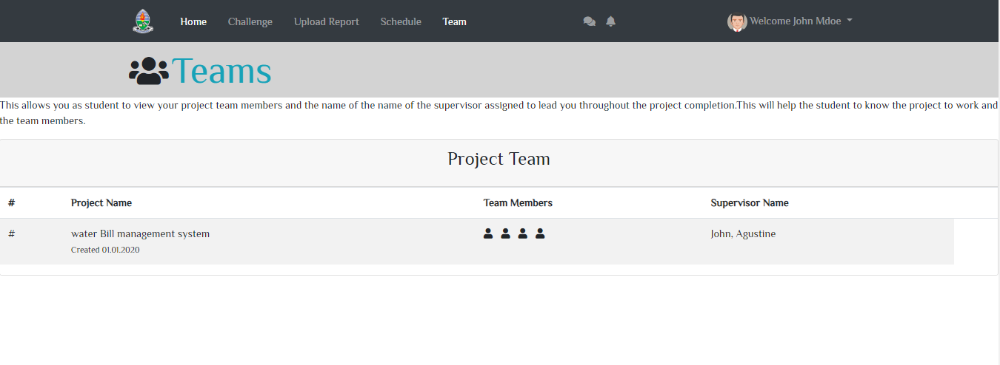 Home Challenge Upload Report Schedule Team Welcome John Mdoe
Teams
This allows you as student to view your project team members and the name of the name of the supervisor assigned to lead you throughout the project completion.This will help the student to know the project to work and
the team members.
Project Team
# Project Name Team Members Supervisor Name
# water Bill management system John, Agustine
Created 01.01.2020